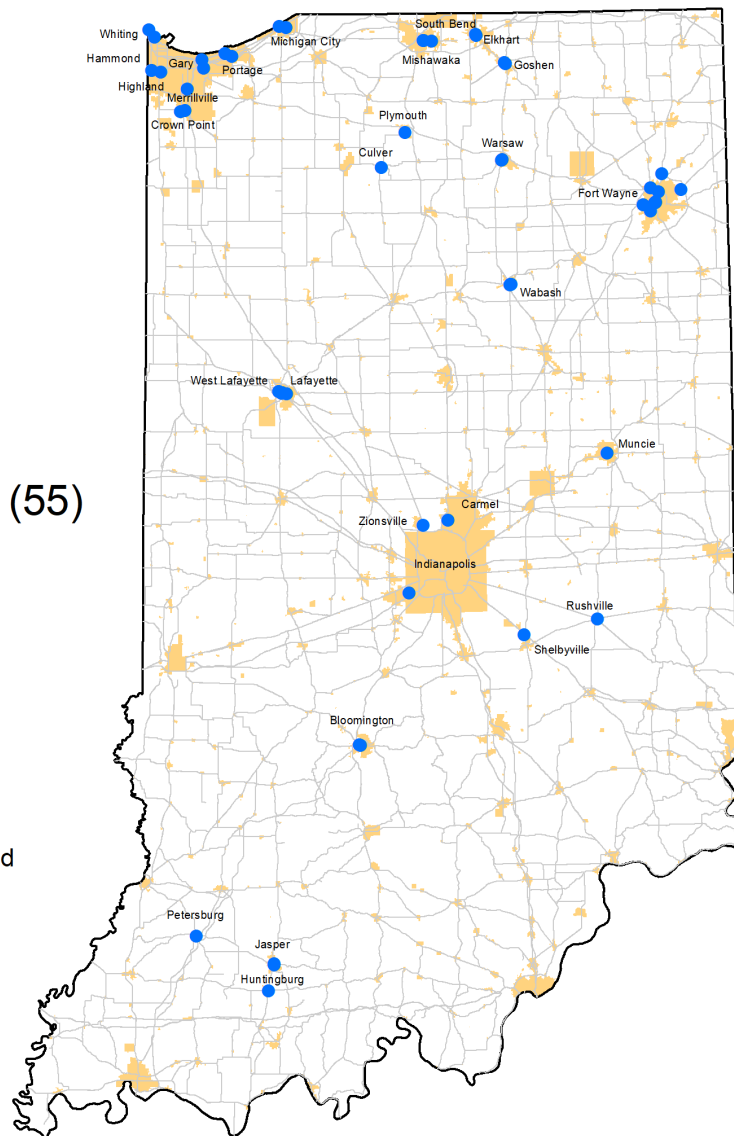 South Bend
Whiting
Michigan City
Elkhart
Hammond
Gary
Mishawaka
Goshen
Portage
Highland
Merrillville
Plymouth
Crown Point
Warsaw
Culver
Fort Wayne
Wabash
West Lafayette
Lafayette
Muncie
(55)
Carmel
Zionsville
Indianapolis
Rushville
Shelbyville
Bloomington
d
Petersburg
Jasper
Huntingburg